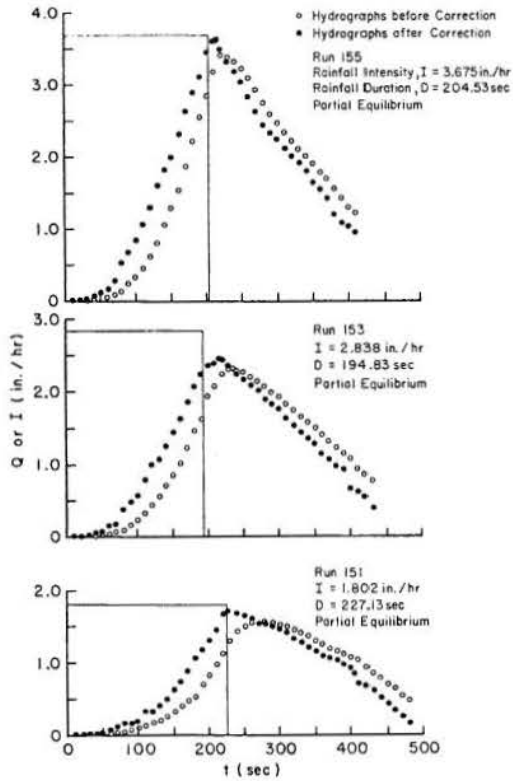 ○ Hydrographs before Correction
● Hydrographs after Correction
Run 155
Rainfall Intensity, I = 3.675 in./hr
Rainfall Duration, D = 204.53 sec
Partial Equilibrium
4.0
3.0
2.0
1.0
0
Run 153
I = 2.838 in./hr
D = 194.83 sec
Partial Equilibrium
3.0
2.0
1.0
0
Q or I (in./hr)
Run 151
I = 1.802 in./hr
D = 227.13 sec
Partial Equilibrium
2.0
1.0
0
0 100 200 300 400 500
t (sec)